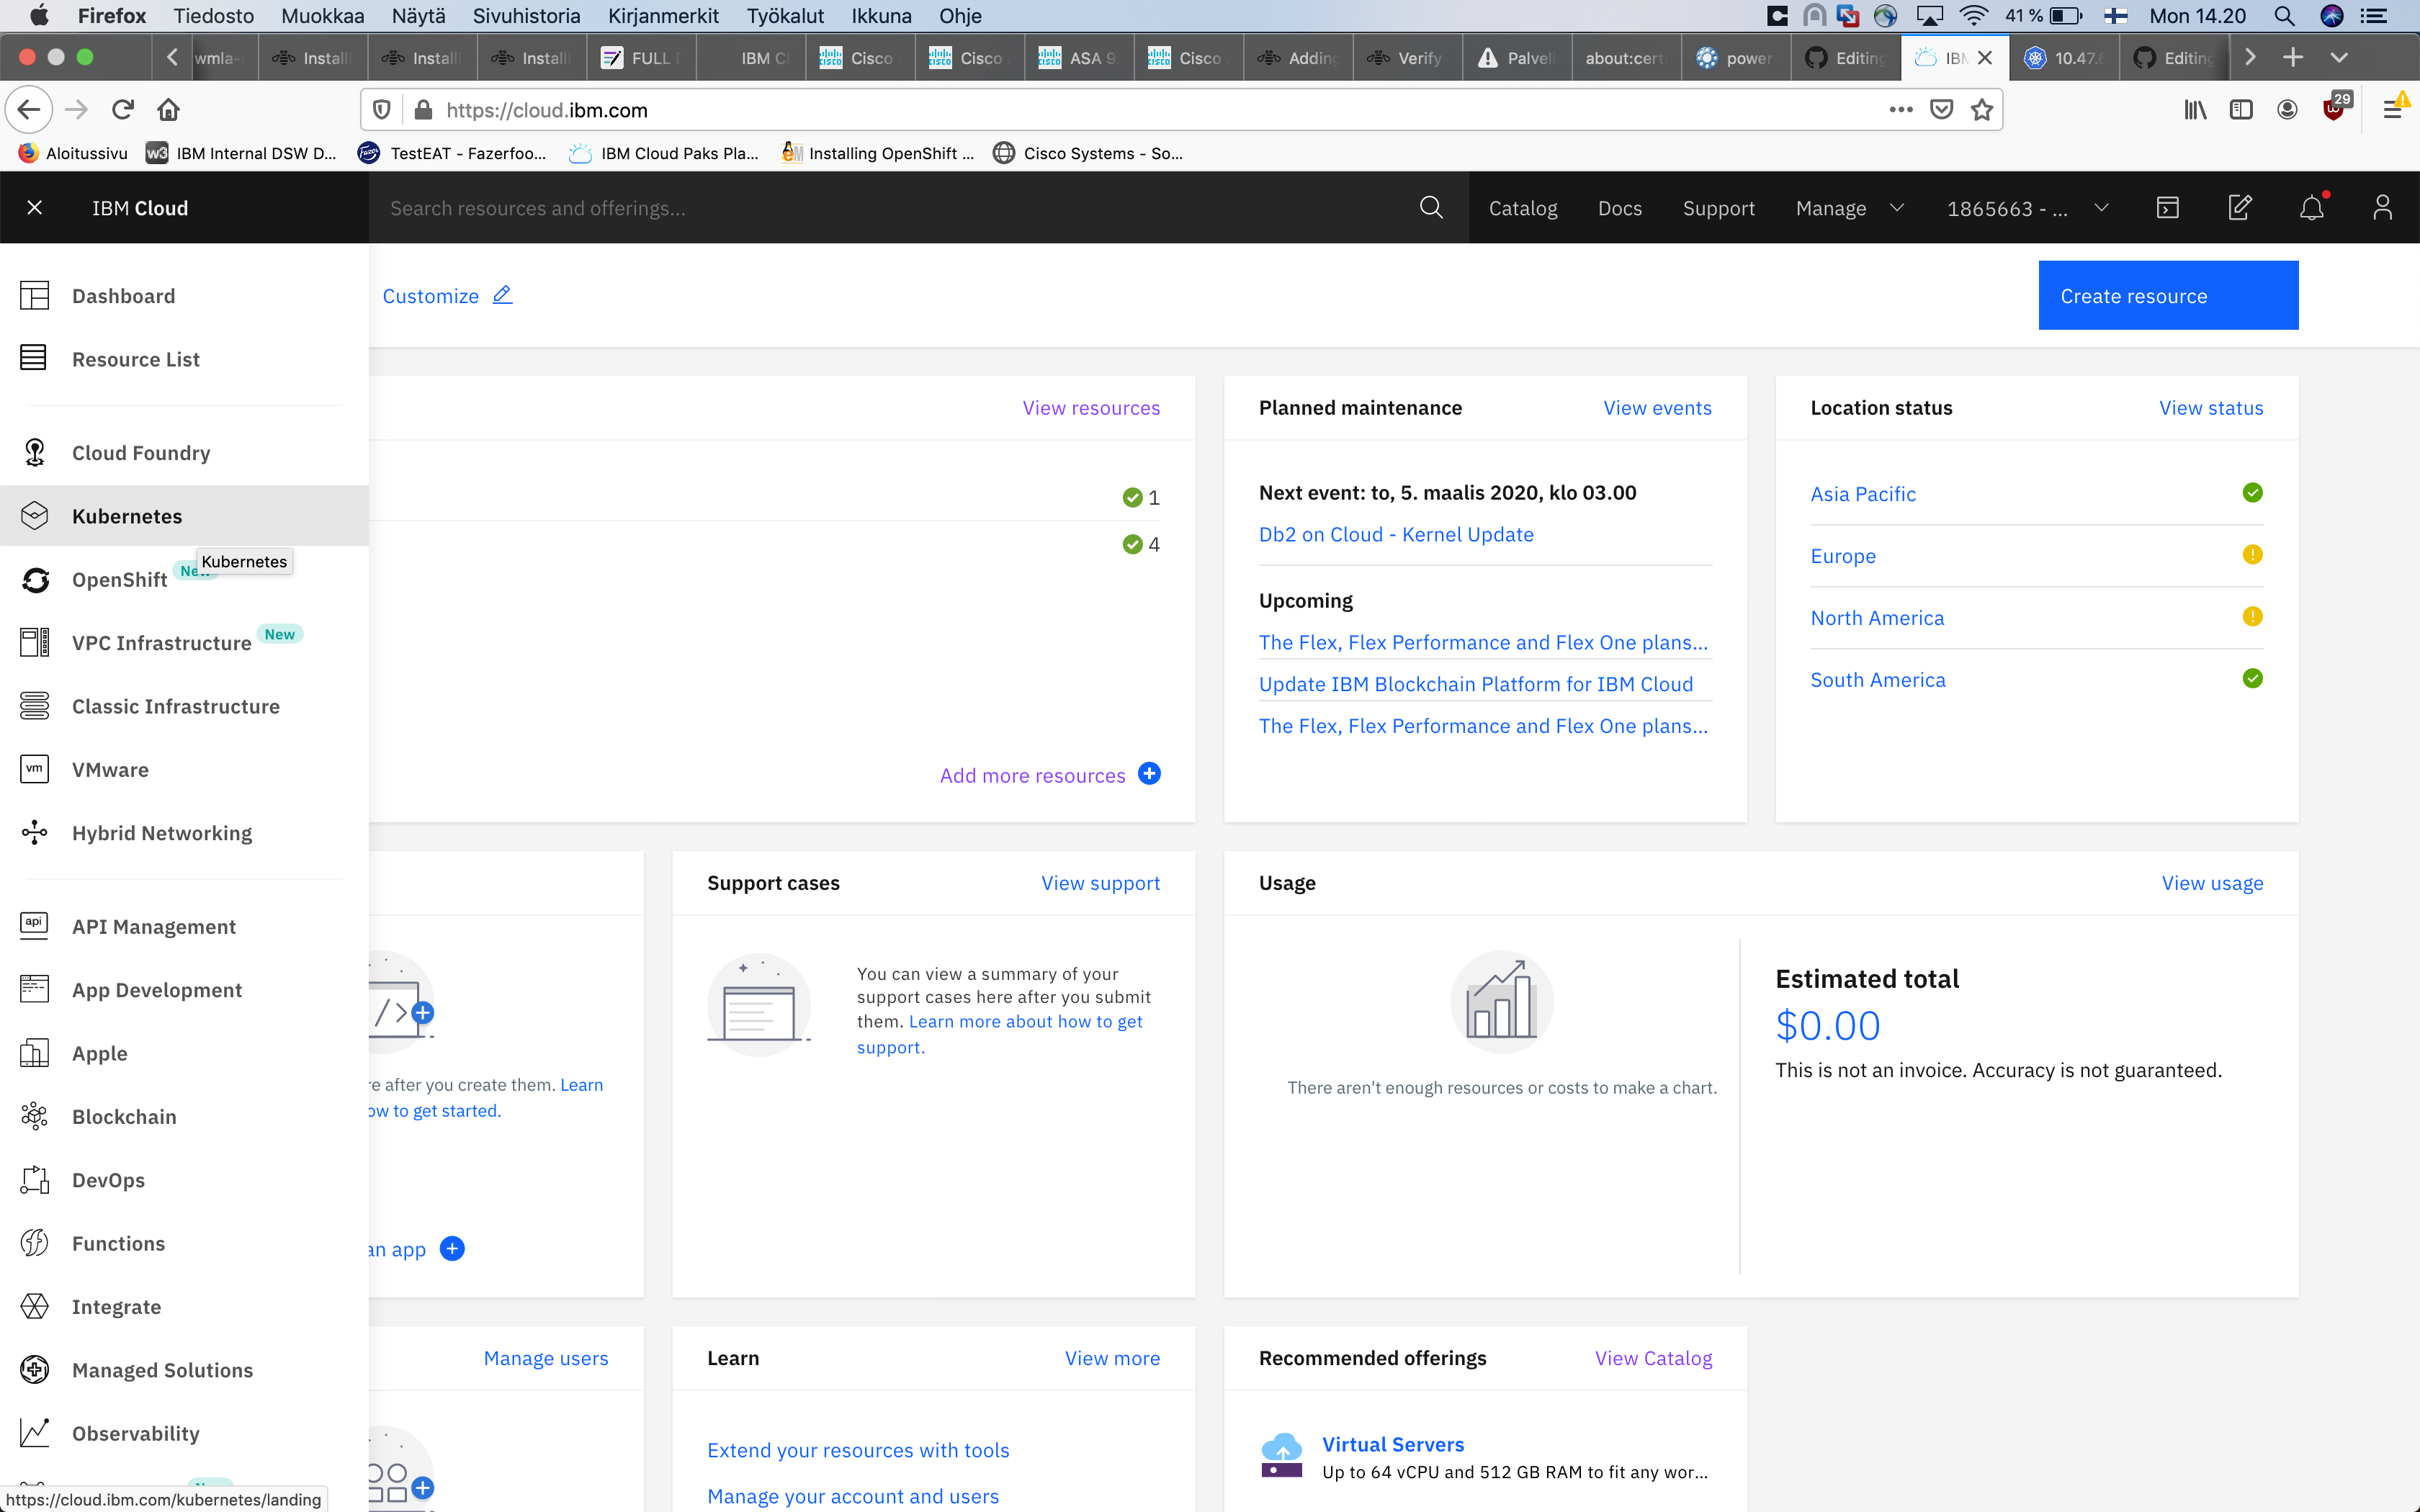 Firefox Tiedosto Muokkaa Näytä Sivuhistoria Kirjanmerkit Työkalut Ikkuna Ohje 41 % Mon 14.20
wmla- Install Install Install FULL IBM C Cisco Cisco ASA 9 Cisco Adding Verify Palveli about:cert power Editing IBM 10.47.6 Editing
https://cloud.ibm.com 29
Aloitussivu w3 IBM Internal DSW D... TestEAT - Fazerfoo... IBM Cloud Paks Pla... Installing OpenShift ... Cisco Systems - So...
IBM Cloud Search resources and offerings... Catalog Docs Support Manage 1865663 - ...
Dashboard
Resource List
Cloud Foundry
Kubernetes
Kubernetes
OpenShift New
VPC Infrastructure New
Classic Infrastructure
vm VMware
Hybrid Networking
api API Management
App Development
Apple
Blockchain
DevOps
Functions
Integrate
Managed Solutions
Observability
https://cloud.ibm.com/kubernetes/landing
Customize Create resource
View resources
1
4
Add more resources
Planned maintenance View events
Next event: to, 5. maalis 2020, klo 03.00
Db2 on Cloud - Kernel Update
Upcoming
The Flex, Flex Performance and Flex One plans...
Update IBM Blockchain Platform for IBM Cloud
The Flex, Flex Performance and Flex One plans...
Location status View status
Asia Pacific
Europe
North America
South America
re after you create them. Learn
ow to get started.
an app
Support cases View support
You can view a summary of your
support cases here after you submit
them. Learn more about how to get
support.
Usage View usage
There aren't enough resources or costs to make a chart.
Estimated total
$0.00
This is not an invoice. Accuracy is not guaranteed.
Manage users
Learn View more
Extend your resources with tools
Manage your account and users
Recommended offerings View Catalog
Virtual Servers
Up to 64 vCPU and 512 GB RAM to fit any wor...